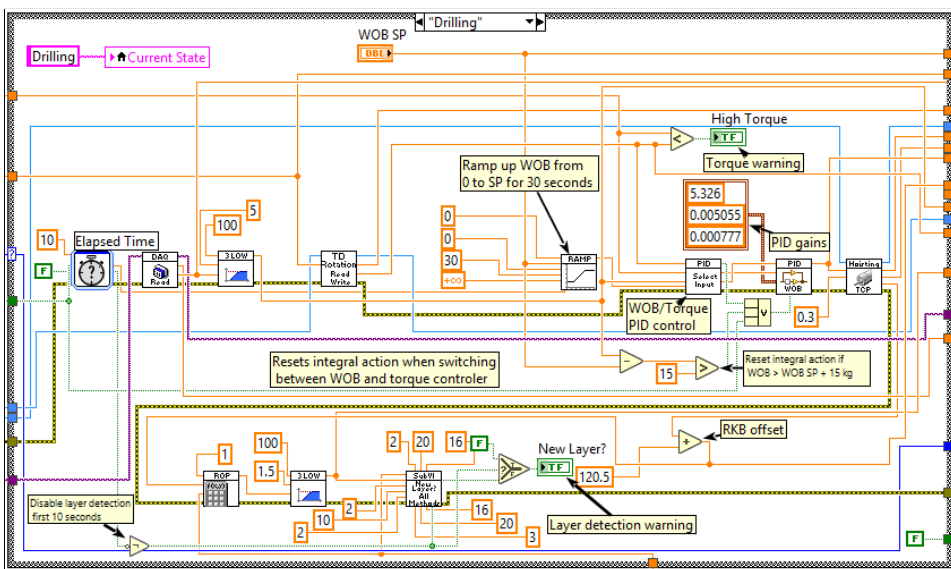 "Drilling"
WOB SP
DBL
Drilling
Current State
High Torque
TF
Torque warning
Ramp up WOB from
0 to SP for 30 seconds
5.326
0.005055
0.000777
PID gains
5
100
10
Elapsed Time
F
DAQ
Read
3 LOW
TD
Rotation
Read
Write
0
0
30
+∞
RAMP
PID
Select
Input
PID
WOB
Hoisting
TCP
WOB/Torque
PID control
V
0.3
Resets integral action when switching
between WOB and torque controler
15
Reset integral action if
WOB > WOB SP + 15 kg
RKB offset
1
100
1.5
2
20
16
F
New Layer?
TF
120.5
ROP
3 LOW
SubVI
New
Layer?
All
Methods
Layer detection warning
Disable layer detection
first 10 seconds
2
10
2
16
20
3
F